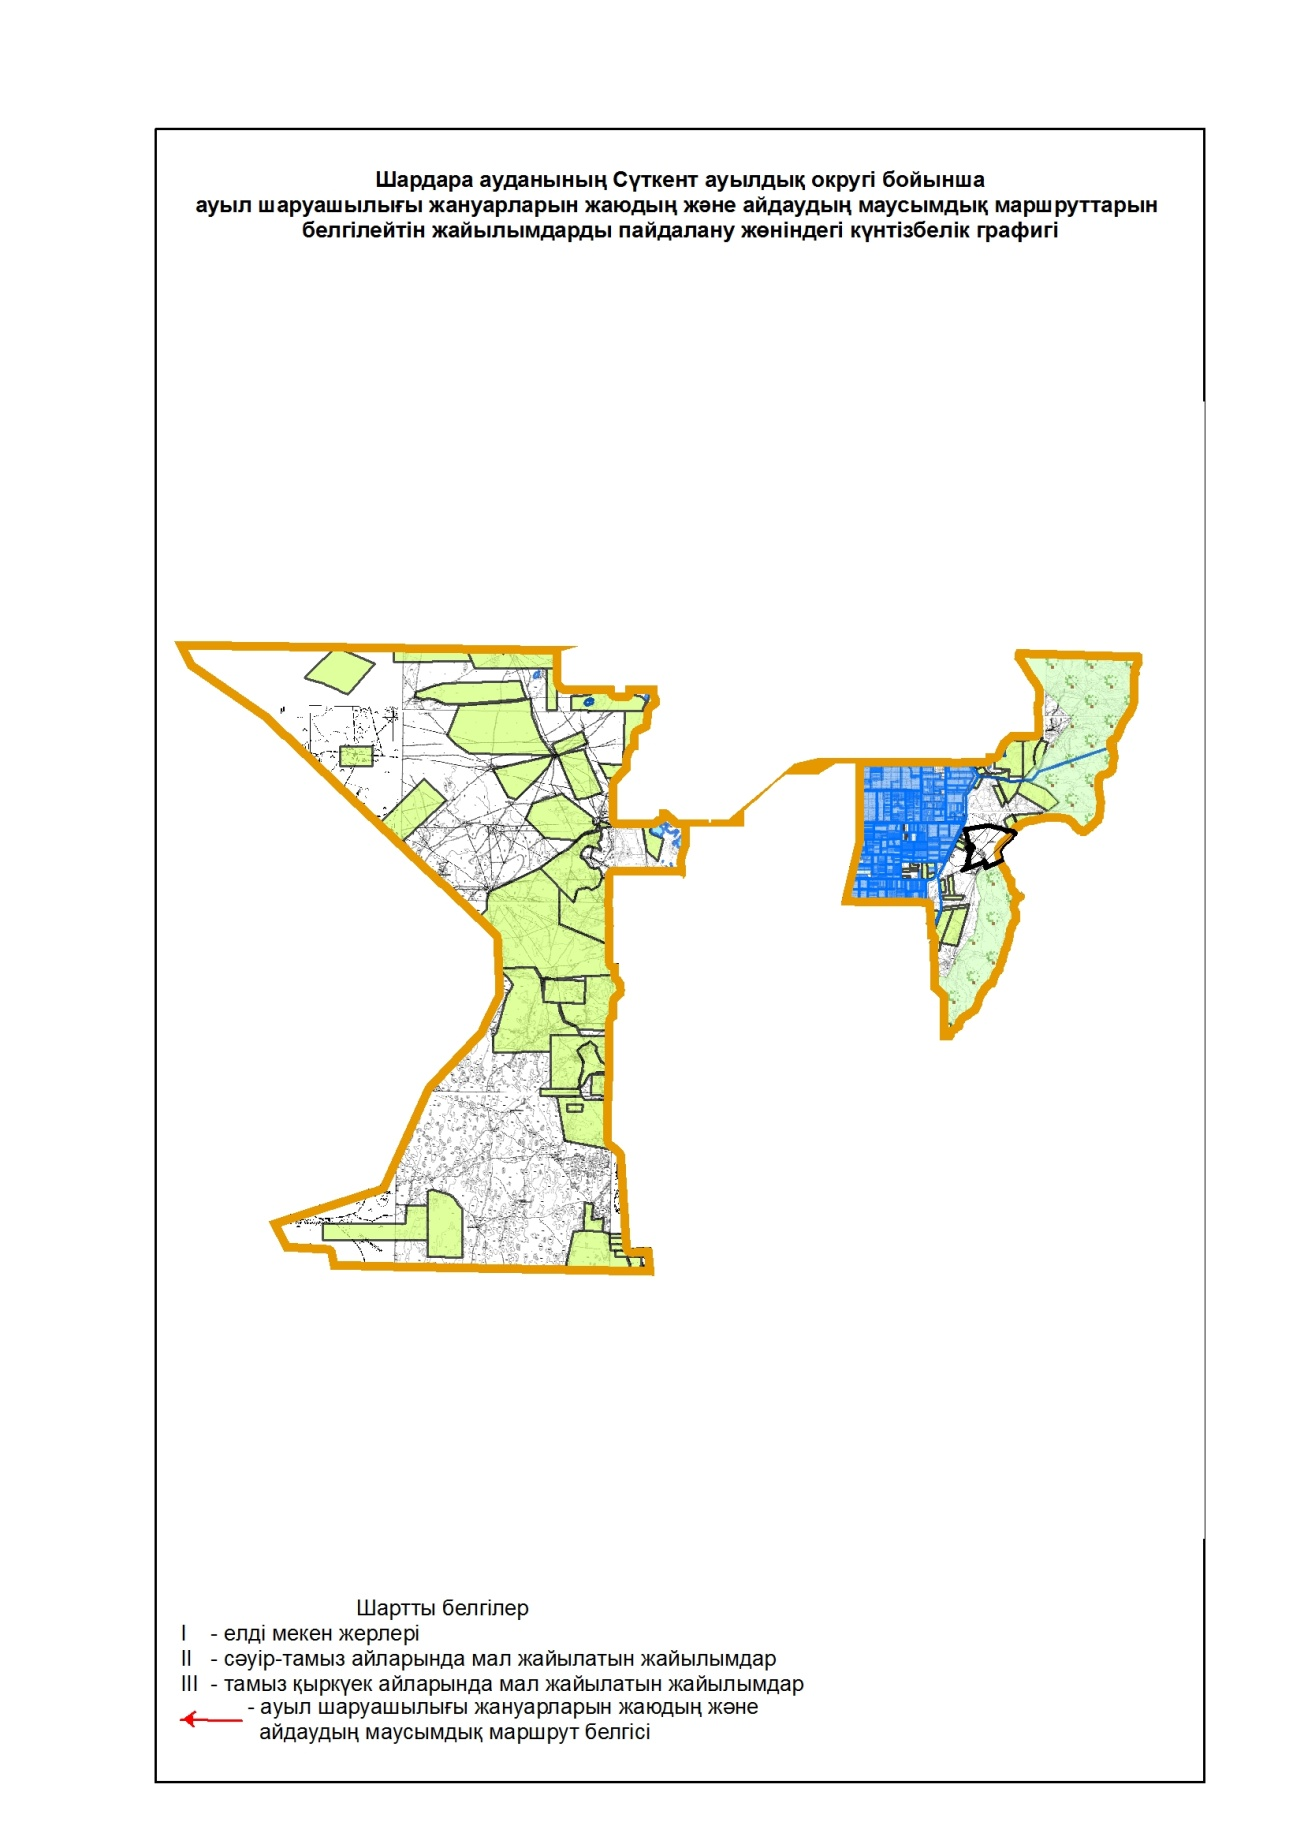 Шардара ауданының Сүткент ауылдық округі бойынша
ауыл шаруашылығы жануарларын жаюдың және айдаудың маусымдық маршруттарын
белгілейтін жайылымдарды пайдалану жөніндегі күнтізбелік графигі
Шартты белгілер
I - елді мекен жерлері
II - сәуір-тамыз айларында мал жайылатын жайылымдар
III - тамыз қыркүек айларында мал жайылатын жайылымдар
- ауыл шаруашылығы жануарларын жаюдың және
айдаудың маусымдық маршрут белгісі